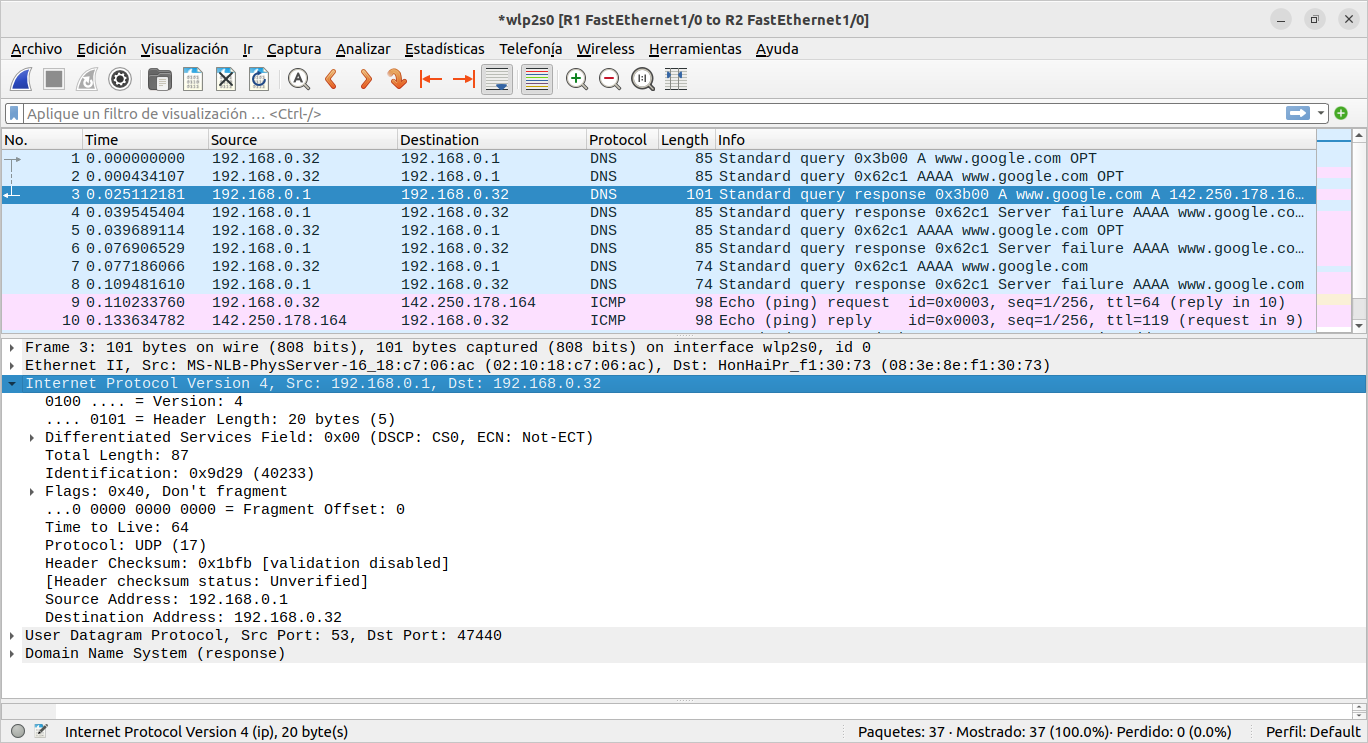 *wlp2s0 [R1 FastEthernet1/0 to R2 FastEthernet1/0]
Archivo Edición Visualización Ir Captura Analizar Estadísticas Telefonía Wireless Herramientas Ayuda
Aplique un filtro de visualización … <Ctrl-/>
No. Time Source Destination Protocol Length Info
1 0.000000000 192.168.0.32 192.168.0.1 DNS 85 Standard query 0x3b00 A www.google.com OPT
2 0.000434107 192.168.0.32 192.168.0.1 DNS 85 Standard query 0x62c1 AAAA www.google.com OPT
3 0.025112181 192.168.0.1 192.168.0.32 DNS 101 Standard query response 0x3b00 A www.google.com A 142.250.178.16…
4 0.039545404 192.168.0.1 192.168.0.32 DNS 85 Standard query response 0x62c1 Server failure AAAA www.google.co…
5 0.039689114 192.168.0.32 192.168.0.1 DNS 85 Standard query 0x62c1 AAAA www.google.com OPT
6 0.076906529 192.168.0.1 192.168.0.32 DNS 85 Standard query response 0x62c1 Server failure AAAA www.google.co…
7 0.077186066 192.168.0.32 192.168.0.1 DNS 74 Standard query 0x62c1 AAAA www.google.com
8 0.109481610 192.168.0.1 192.168.0.32 DNS 74 Standard query response 0x62c1 Server failure AAAA www.google.com
9 0.110233760 192.168.0.32 142.250.178.164 ICMP 98 Echo (ping) request id=0x0003, seq=1/256, ttl=64 (reply in 10)
10 0.133634782 142.250.178.164 192.168.0.32 ICMP 98 Echo (ping) reply id=0x0003, seq=1/256, ttl=119 (request in 9)
Frame 3: 101 bytes on wire (808 bits), 101 bytes captured (808 bits) on interface wlp2s0, id 0
Ethernet II, Src: MS-NLB-PhysServer-16_18:c7:06:ac (02:10:18:c7:06:ac), Dst: HonHaiPr_f1:30:73 (08:3e:8e:f1:30:73)
Internet Protocol Version 4, Src: 192.168.0.1, Dst: 192.168.0.32
0100 .... = Version: 4
.... 0101 = Header Length: 20 bytes (5)
Differentiated Services Field: 0x00 (DSCP: CS0, ECN: Not-ECT)
Total Length: 87
Identification: 0x9d29 (40233)
Flags: 0x40, Don't fragment
...0 0000 0000 0000 = Fragment Offset: 0
Time to Live: 64
Protocol: UDP (17)
Header Checksum: 0x1bfb [validation disabled]
[Header checksum status: Unverified]
Source Address: 192.168.0.1
Destination Address: 192.168.0.32
User Datagram Protocol, Src Port: 53, Dst Port: 47440
Domain Name System (response)
Internet Protocol Version 4 (ip), 20 byte(s) Paquetes: 37 · Mostrado: 37 (100.0%)· Perdido: 0 (0.0%) Perfil: Default